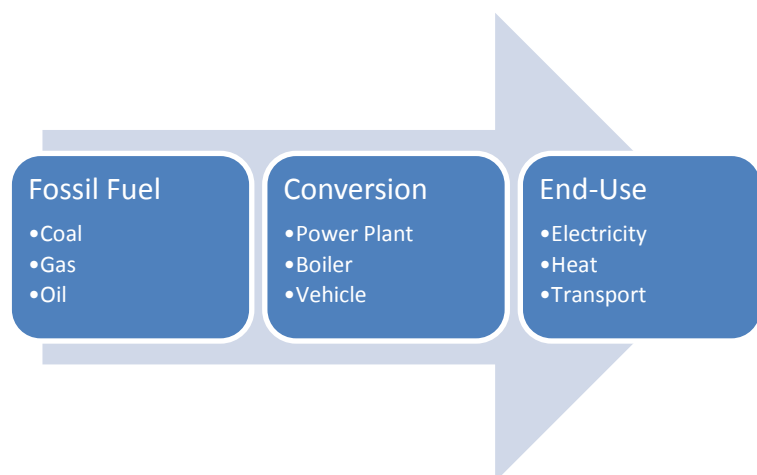 Fossil Fuel
•Coal
•Gas
•Oil
Conversion
•Power Plant
•Boiler
•Vehicle
End-Use
•Electricity
•Heat
•Transport